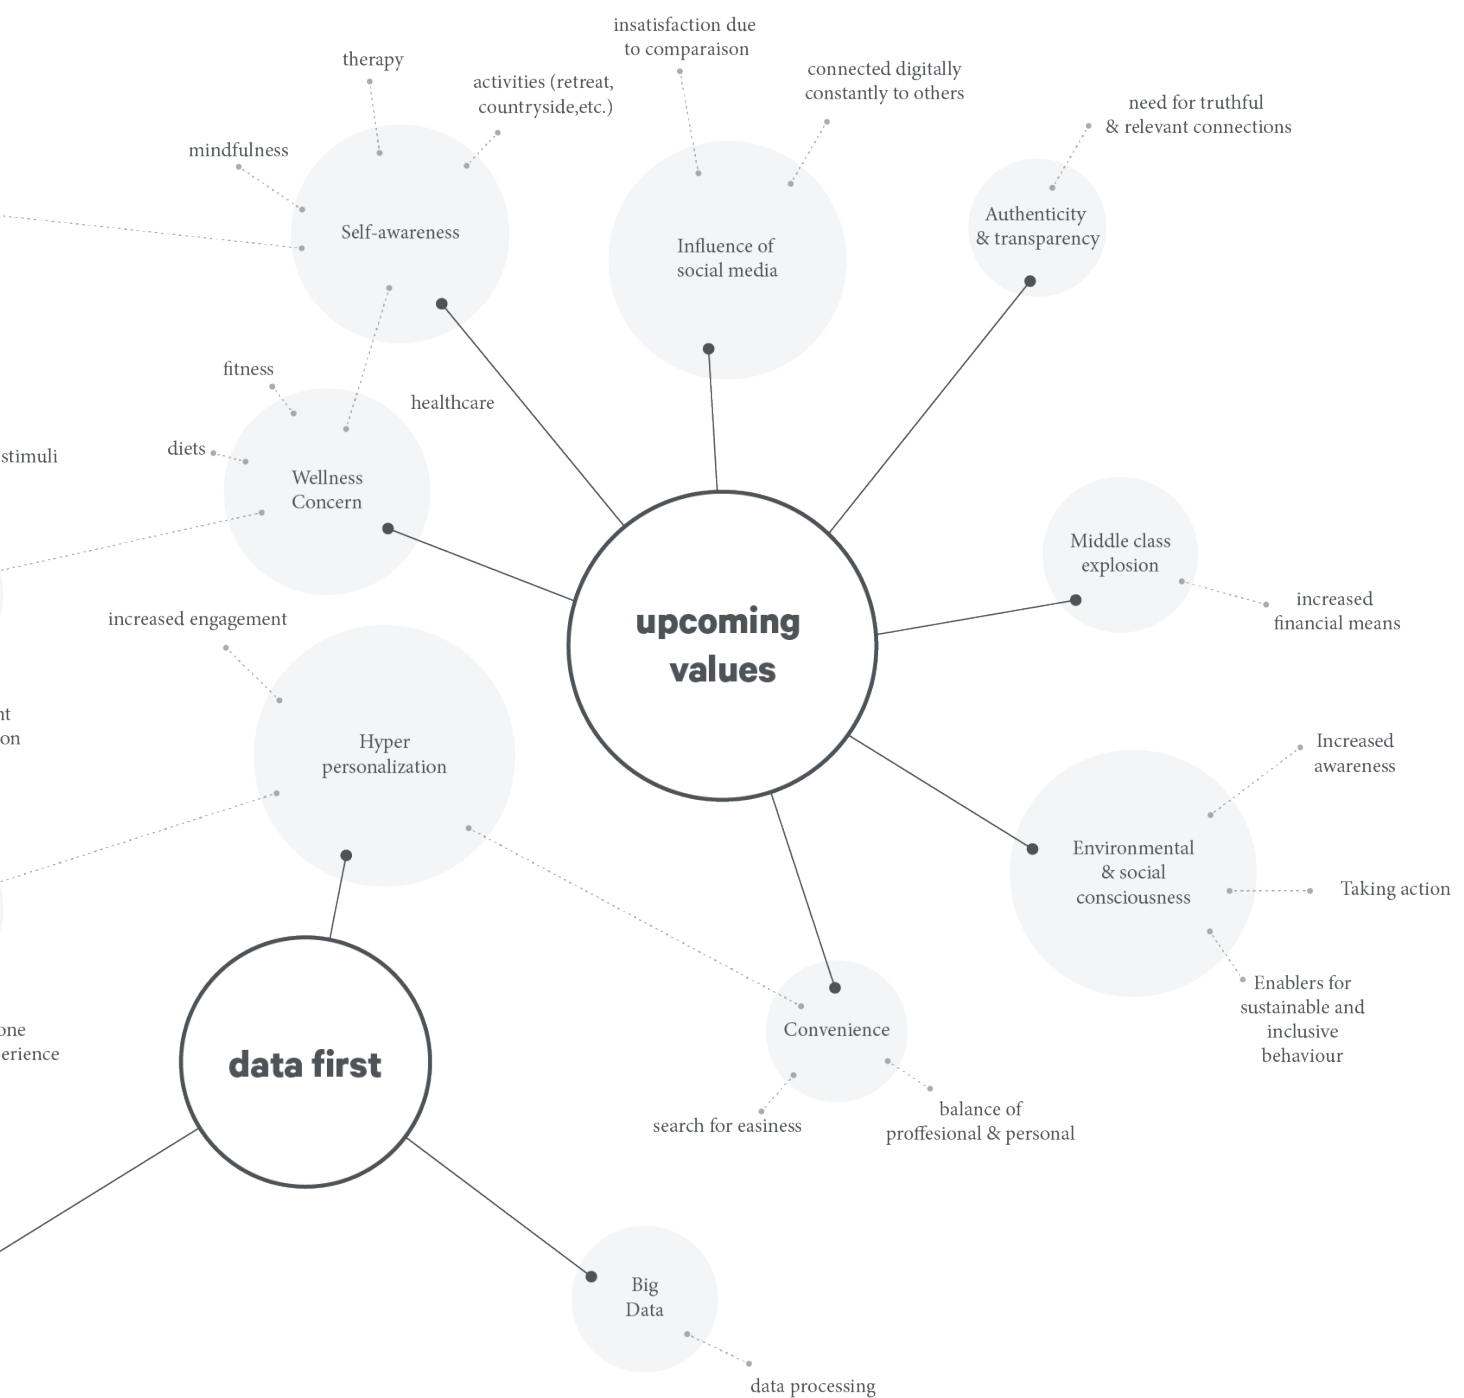 insatisfaction due
to comparaison
therapy
activities (retreat,
countryside,etc.)
connected digitally
constantly to others
need for truthful
& relevant connections
mindfulness
Self-awareness
Influence of
social media
Authenticity
& transparency
fitness
healthcare
diets
stimuli
Wellness
Concern
Middle class
explosion
increased
financial means
increased engagement
upcoming
values
Hyper
personalization
on
Increased
awareness
Environmental
& social
consciousness
Taking action
Enablers for
sustainable and
inclusive
behaviour
one
erience
data first
Convenience
search for easiness
balance of
proffesional & personal
Big
Data
data processing